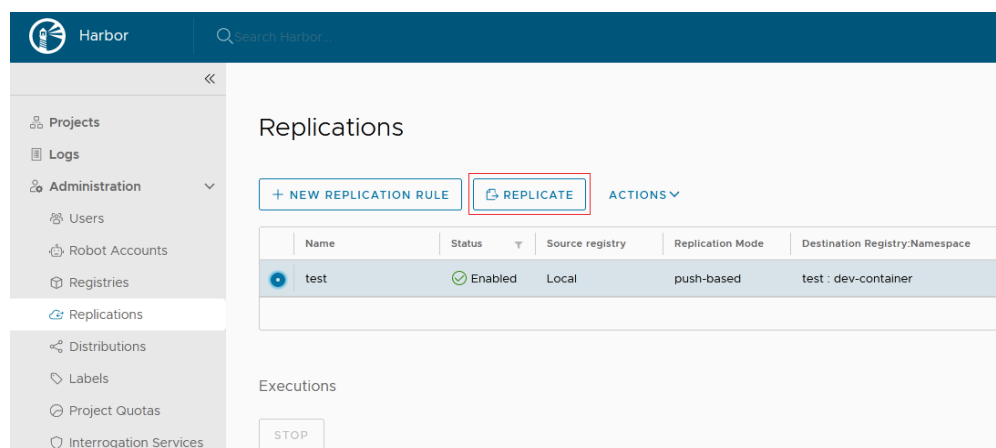 Harbor
Search Harbor...
Projects
Logs
Administration
Users
Robot Accounts
Registries
Replications
Distributions
Labels
Project Quotas
Interrogation Services
Replications
+ NEW REPLICATION RULE
REPLICATE
ACTIONS
Name Status Source registry Replication Mode Destination Registry:Namespace
test Enabled Local push-based test : dev-container
Executions
STOP